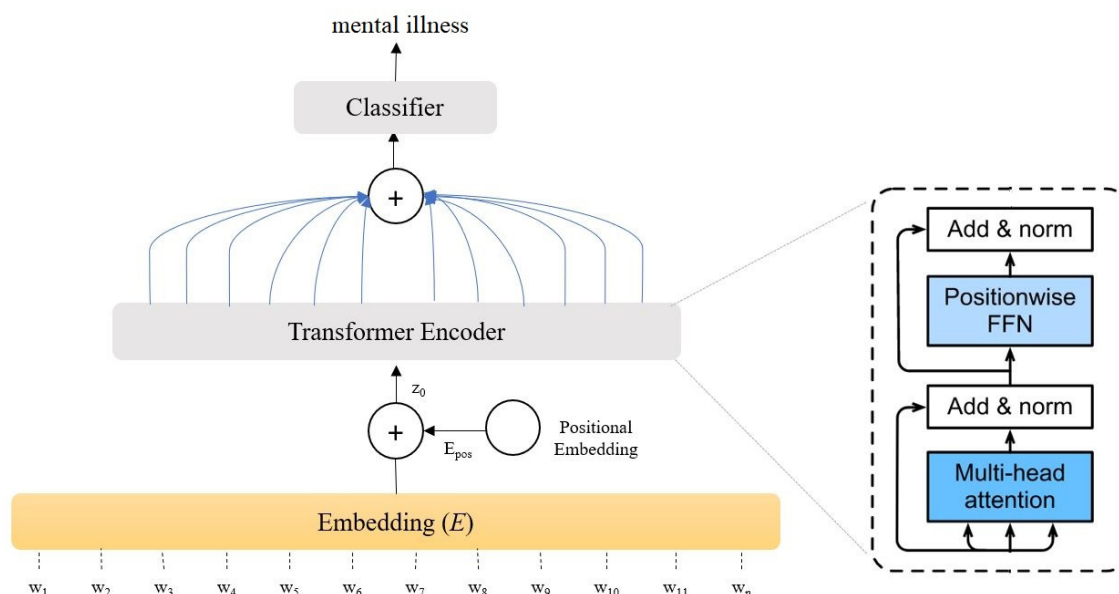 mental illness
Classifier
+
Transformer Encoder
z0
+
Epos
Positional
Embedding
Embedding (E)
w1 w2 w3 w4 w5 w6 w7 w8 w9 w10 w11 wn
Add & norm
Positionwise
FFN
Add & norm
Multi-head
attention